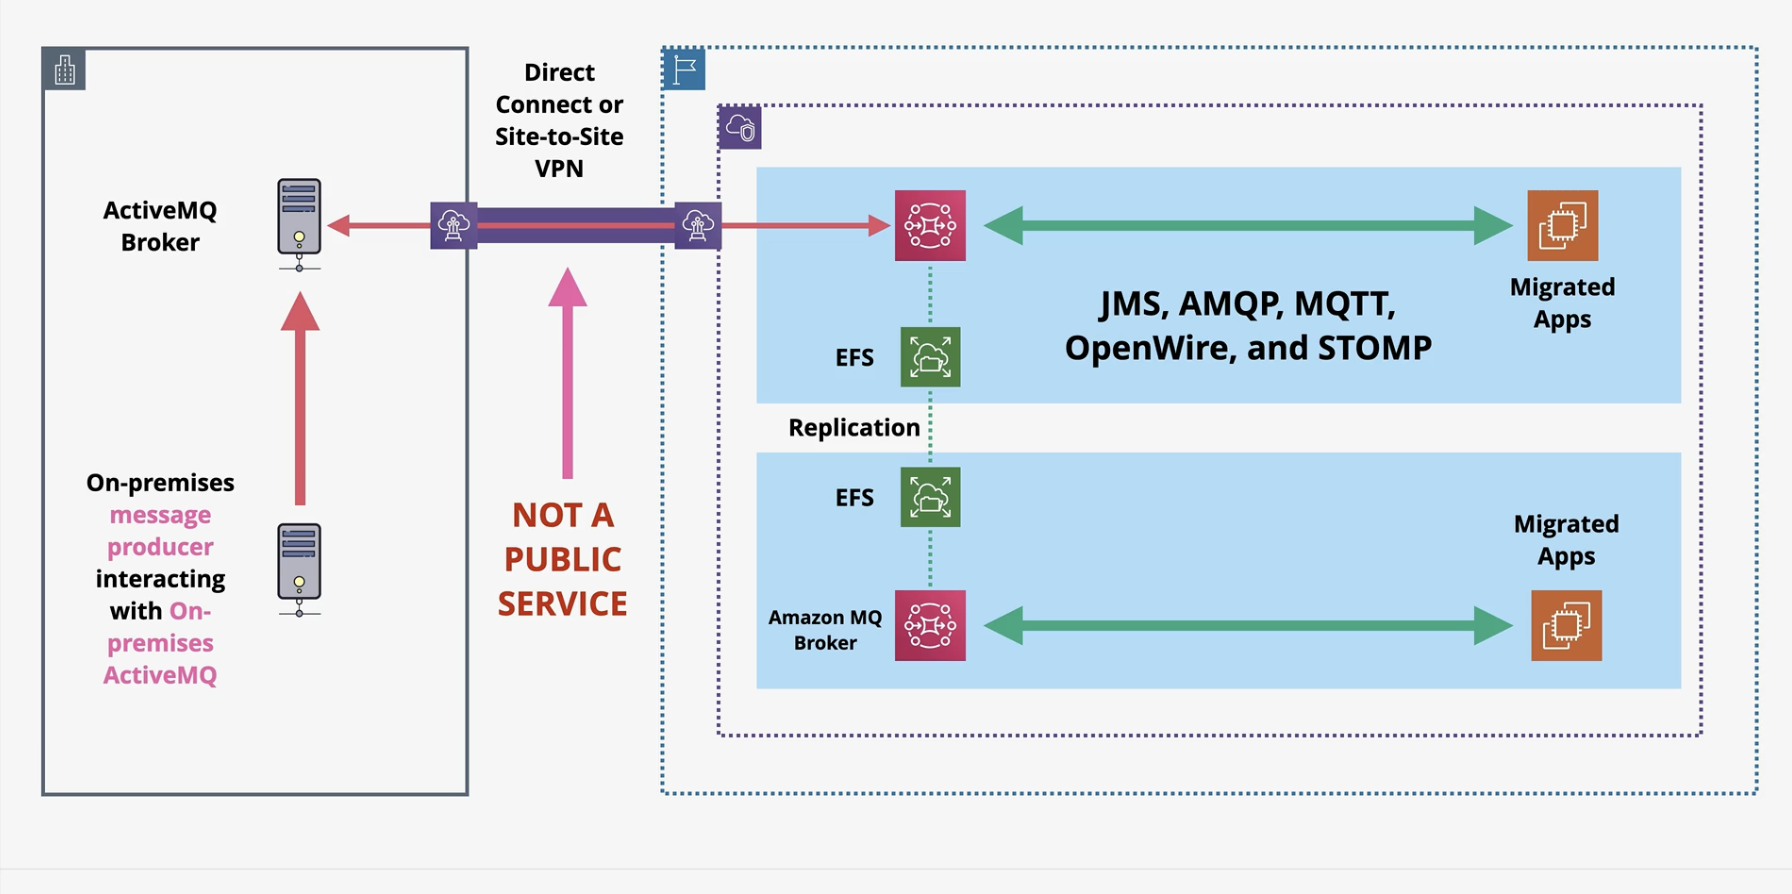 Direct
Connect or
Site-to-Site
VPN
ActiveMQ
Broker
Migrated
Apps
JMS, AMQP, MQTT,
OpenWire, and STOMP
EFS
Replication
On-premises
message
producer
interacting
with On-
premises
ActiveMQ
NOT A
PUBLIC
SERVICE
EFS
Migrated
Apps
Amazon MQ
Broker